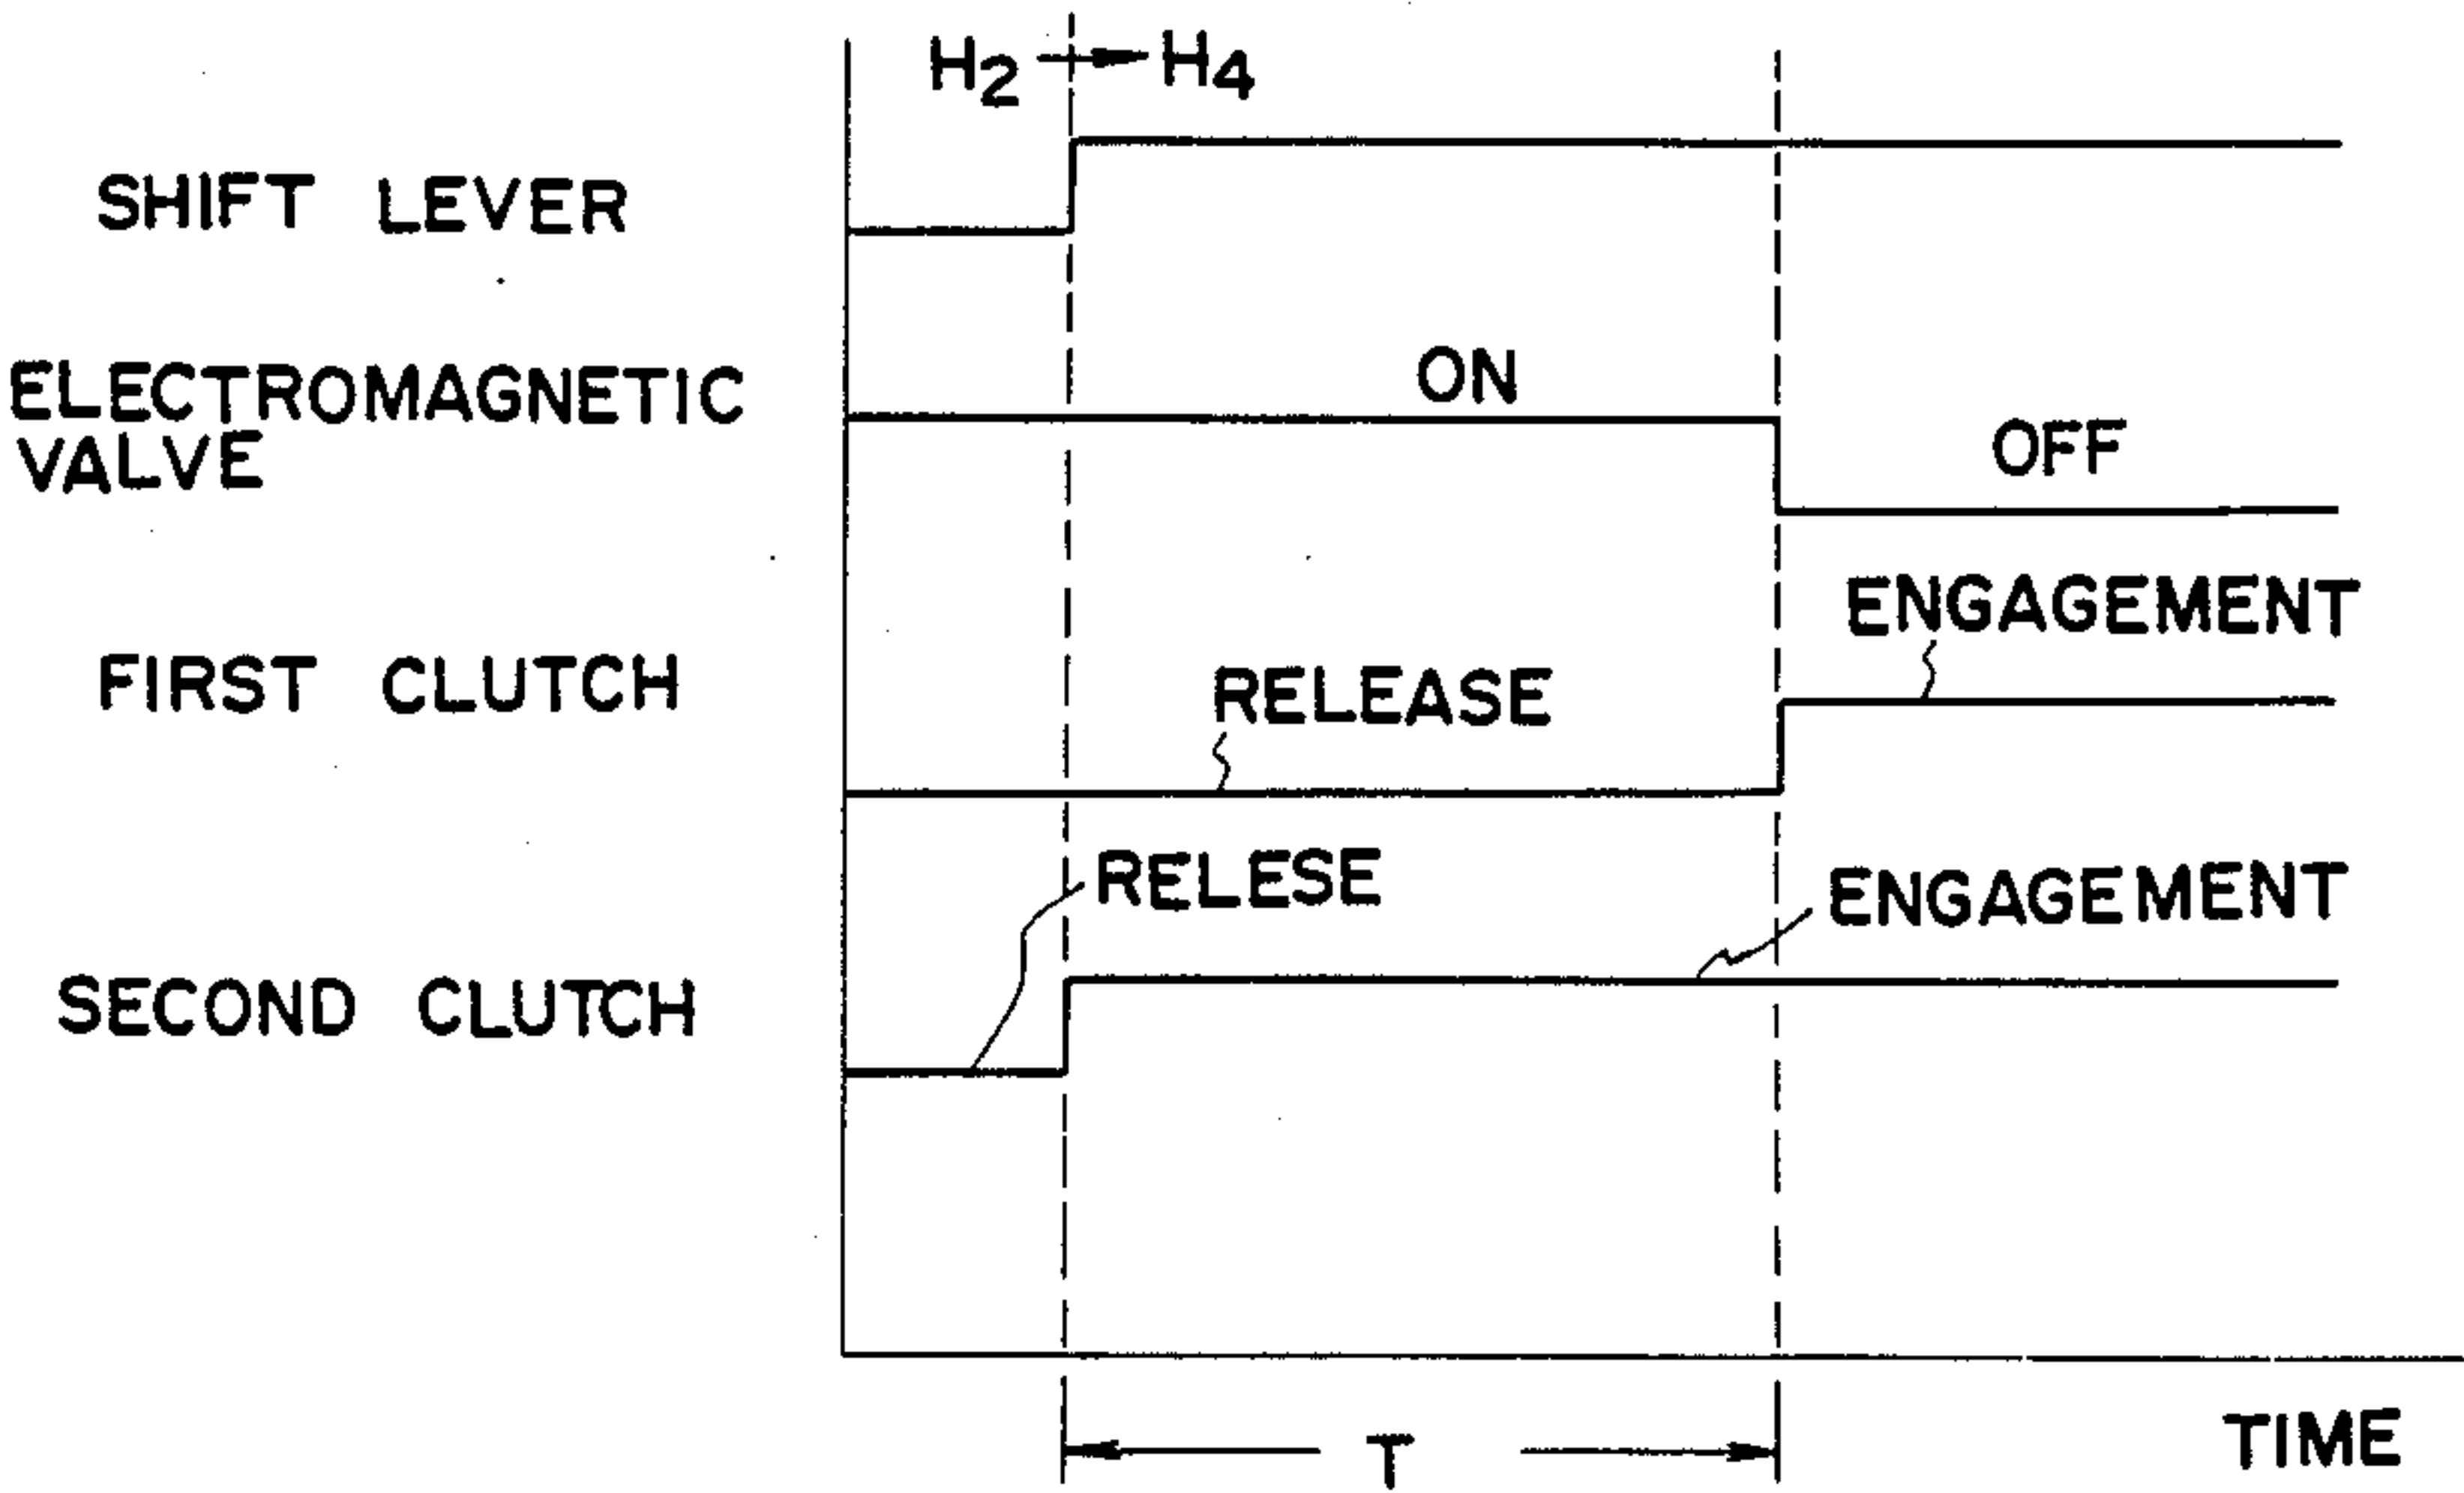 H2 → H4
SHIFT LEVER
ELECTROMAGNETIC
VALVE
ON
OFF
FIRST CLUTCH
RELEASE
ENGAGEMENT
SECOND CLUTCH
RELESE
ENGAGEMENT
T
TIME